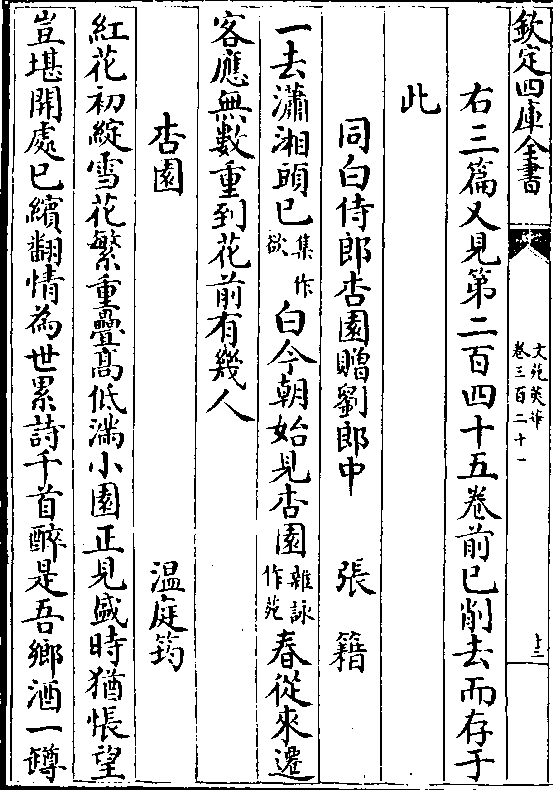 欽定四庫全書
文苑英華
卷三百二十一
十三
右三篇又見第二百四十五卷前已削去而存于
此
同白侍郎杏園贈劉郎中 張籍
一去瀟湘頭已集作欲白今朝始見杏園雜詠作苑春從來遷
客應無數重到花前有幾人
杏園 温庭筠
紅花初綻雪花繁重疊髙低滿小園正見盛時猶悵望
豈堪開處已繽翻情為世累詩千首醉是吾鄉酒一罇